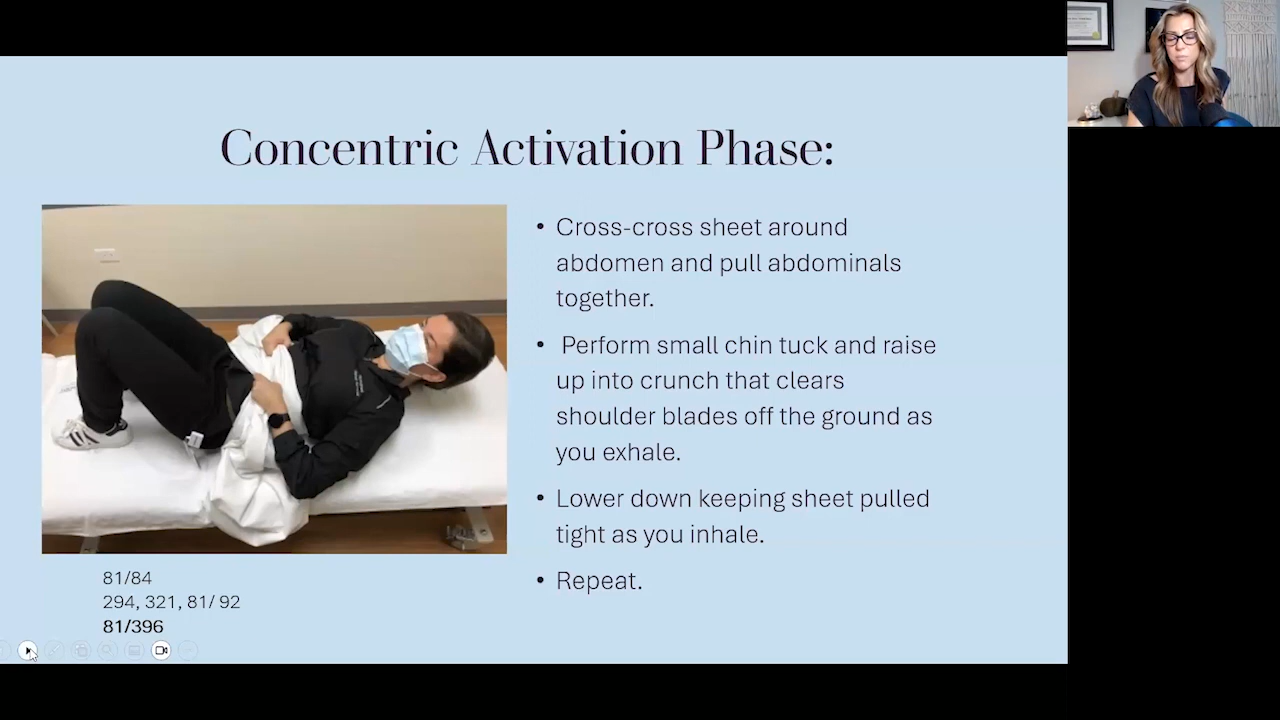 Concentric Activation Phase:
• Cross-cross sheet around
abdomen and pull abdominals
together.
• Perform small chin tuck and raise
up into crunch that clears
shoulder blades off the ground as
you exhale.
• Lower down keeping sheet pulled
tight as you inhale.
• Repeat.
81/84
294, 321, 81/ 92
81/396